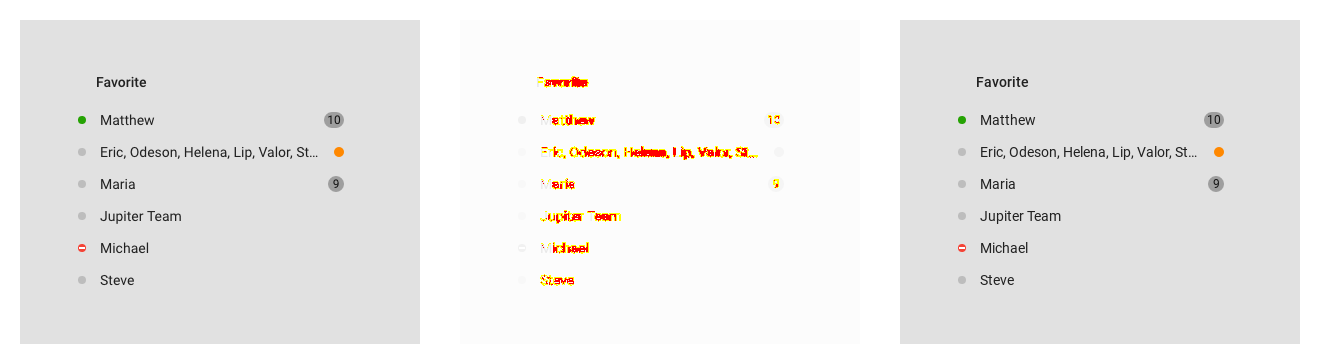 Favorite
Matthew 10
Eric, Odeson, Helena, Lip, Valor, St...
Maria 9
Jupiter Team
Michael
Steve
Favorite
Matthew 10
Eric, Odeson, Helena, Lip, Valor, St...
Maria 9
Jupiter Team
Michael
Steve
Favorite
Matthew 10
Eric, Odeson, Helena, Lip, Valor, St...
Maria 9
Jupiter Team
Michael
Steve